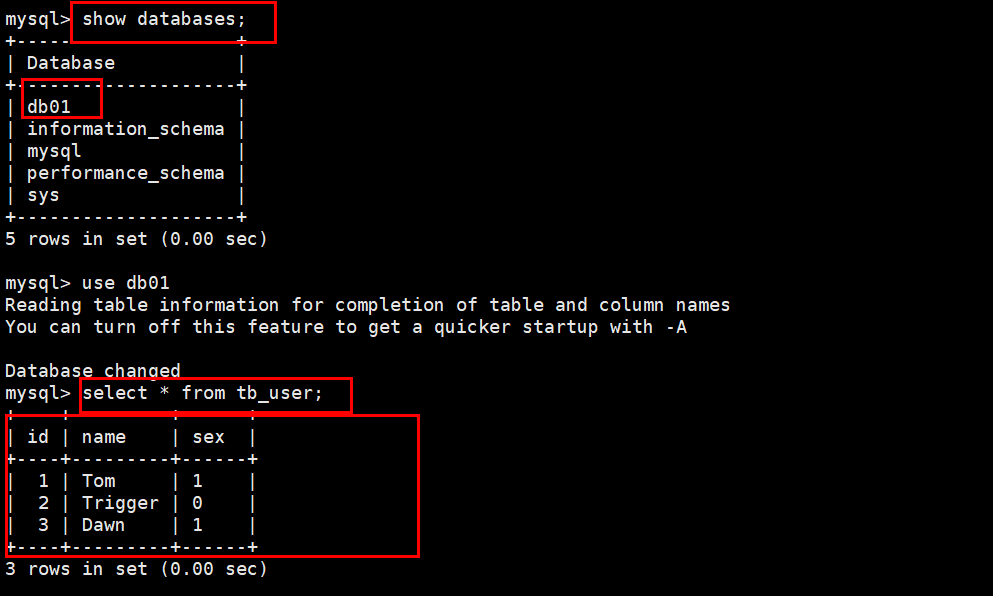 mysql> show databases;
+--------------------+
| Database           |
+--------------------+
| db01               |
| information_schema |
| mysql              |
| performance_schema |
| sys                |
+--------------------+
5 rows in set (0.00 sec)

mysql> use db01
Reading table information for completion of table and column names
You can turn off this feature to get a quicker startup with -A

Database changed
mysql> select * from tb_user;
+----+---------+------+
| id | name    | sex  |
+----+---------+------+
|  1 | Tom     | 1    |
|  2 | Trigger | 0    |
|  3 | Dawn    | 1    |
+----+---------+------+
3 rows in set (0.00 sec)